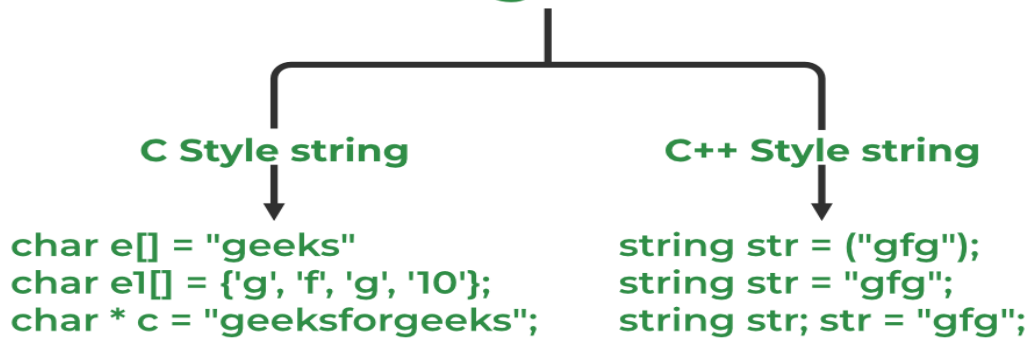 C Style string
C++ Style string
char e[] = "geeks"
char e1[] = {'g', 'f', 'g', '10'};
char * c = "geeksforgeeks";
string str = ("gfg");
string str = "gfg";
string str; str = "gfg";